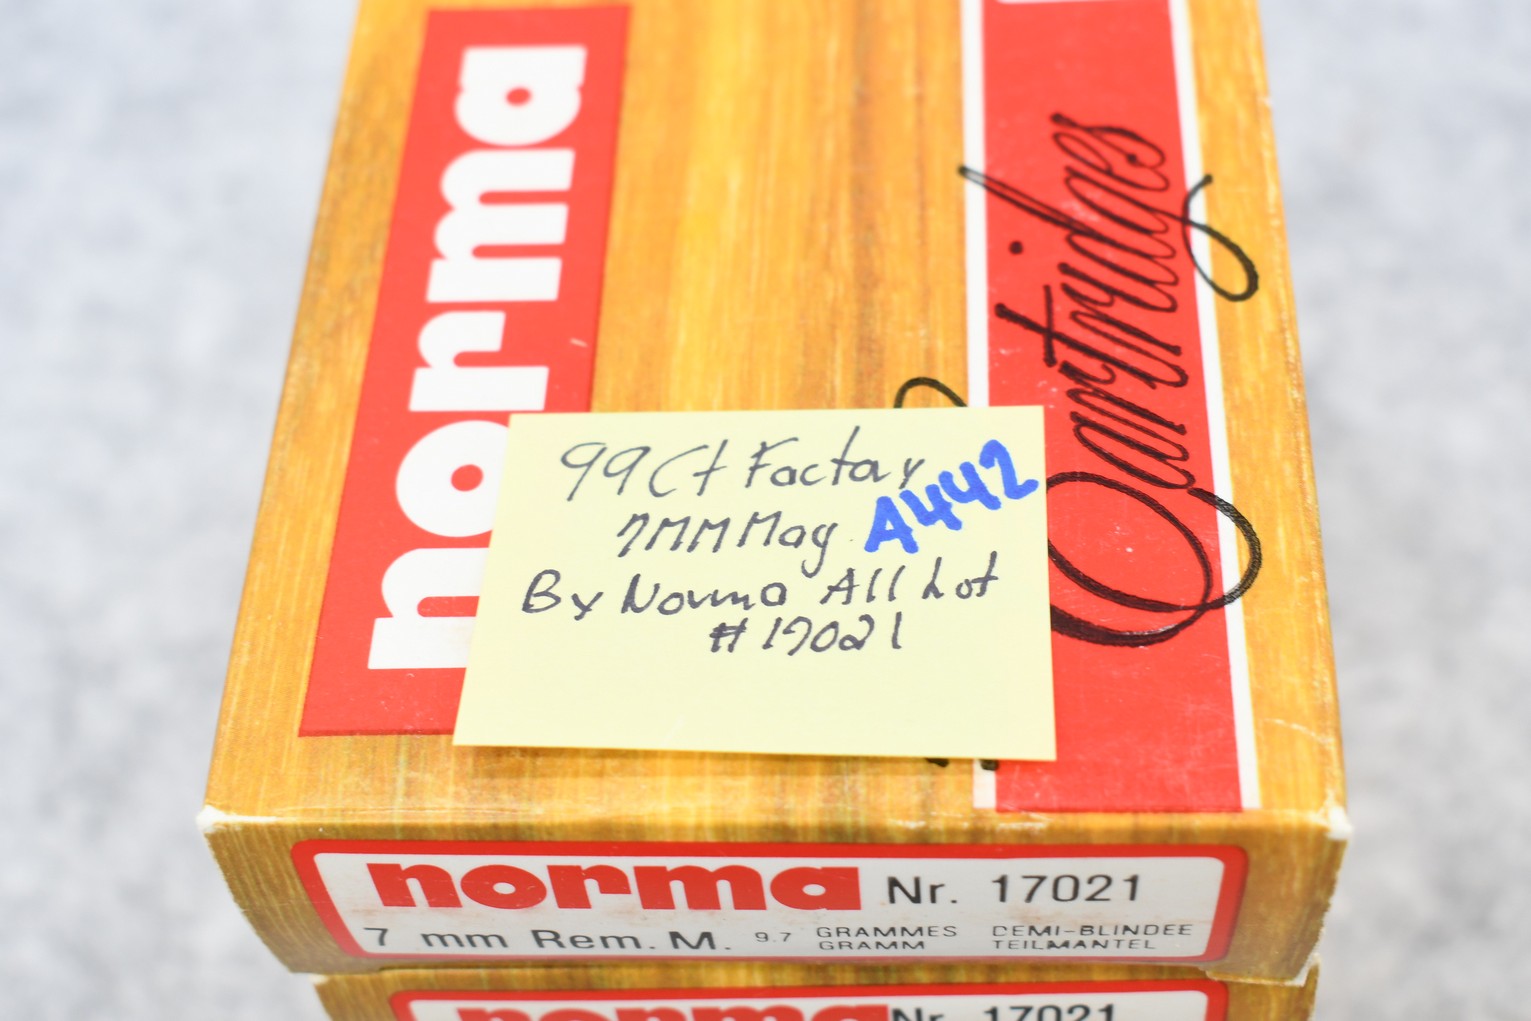 norma
Cartridges
99 Ct Factory
7MM Mag A442
By Norma All Lot
# 17021
norma Nr. 17021
7 mm Rem. M. 9.7 GRAMMES DEMI-BLINDEE
GRAMM TEILMANTEL
norma Nr. 17021